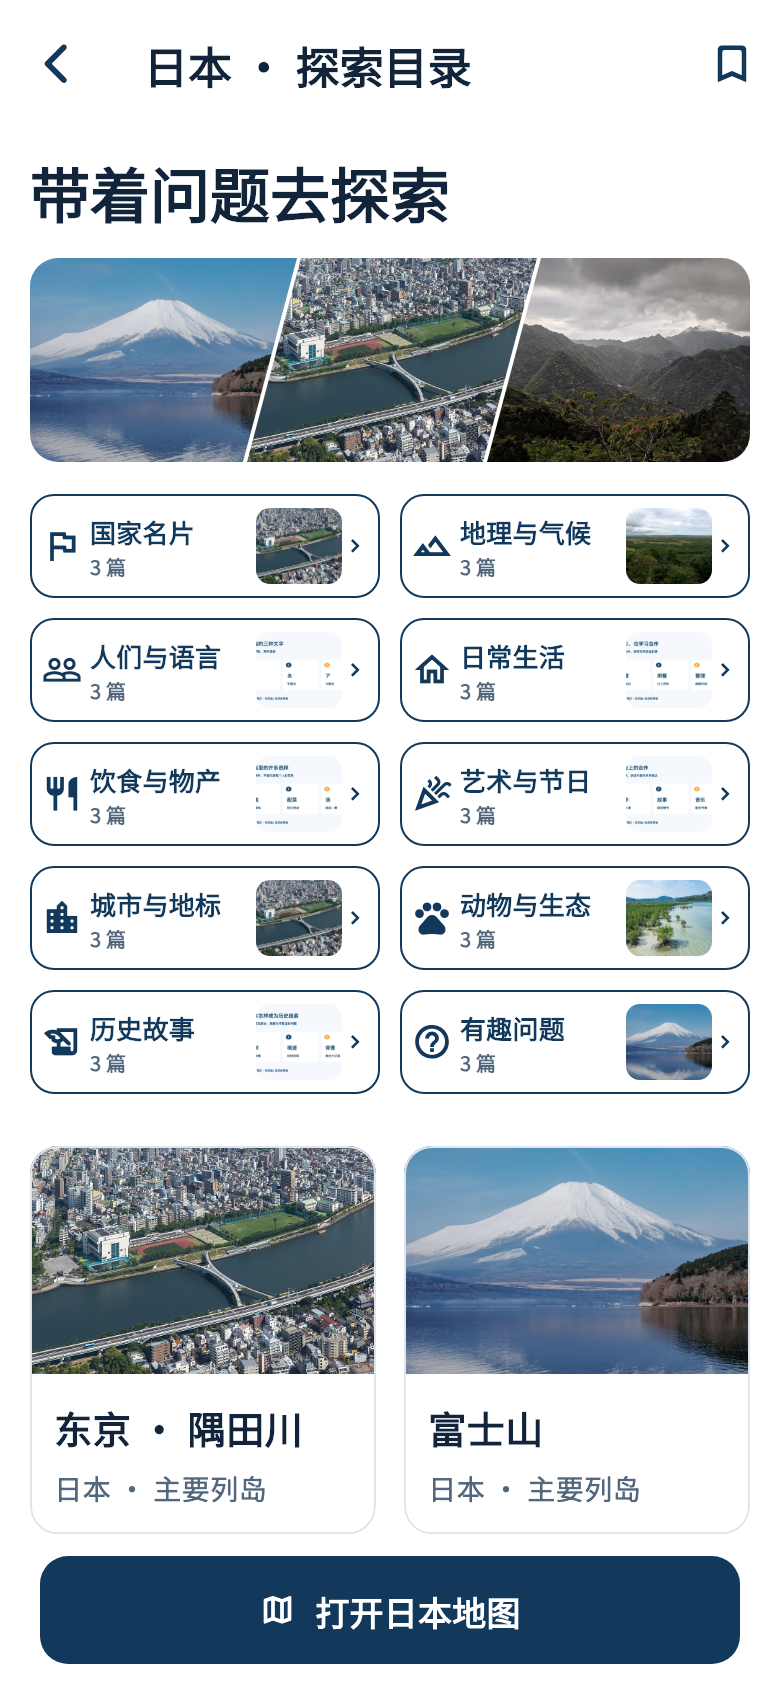 日本 · 探索目录
带着问题去探索
国家名片
3 篇
地理与气候
3 篇
人们与语言
3 篇
日常生活
3 篇
饮食与物产
3 篇
艺术与节日
3 篇
城市与地标
3 篇
动物与生态
3 篇
历史故事
3 篇
有趣问题
3 篇
东京 · 隅田川
日本 · 主要列岛
富士山
日本 · 主要列岛
打开日本地图